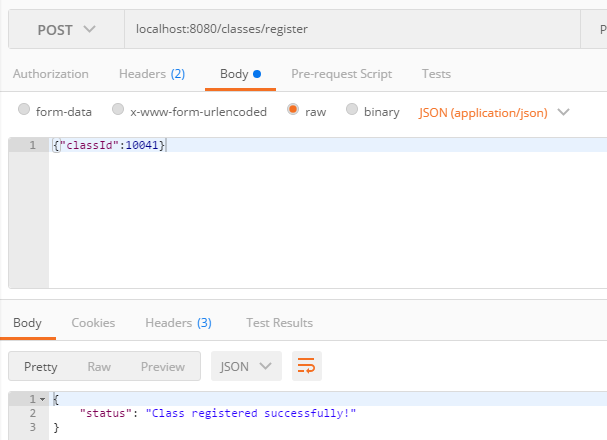 POST localhost:8080/classes/register P
Authorization Headers (2) Body Pre-request Script Tests
form-data x-www-form-urlencoded raw binary JSON (application/json)
1 {"classId":10041}
Body Cookies Headers (3) Test Results
Pretty Raw Preview JSON
1 {
2 "status": "Class registered successfully!"
3 }